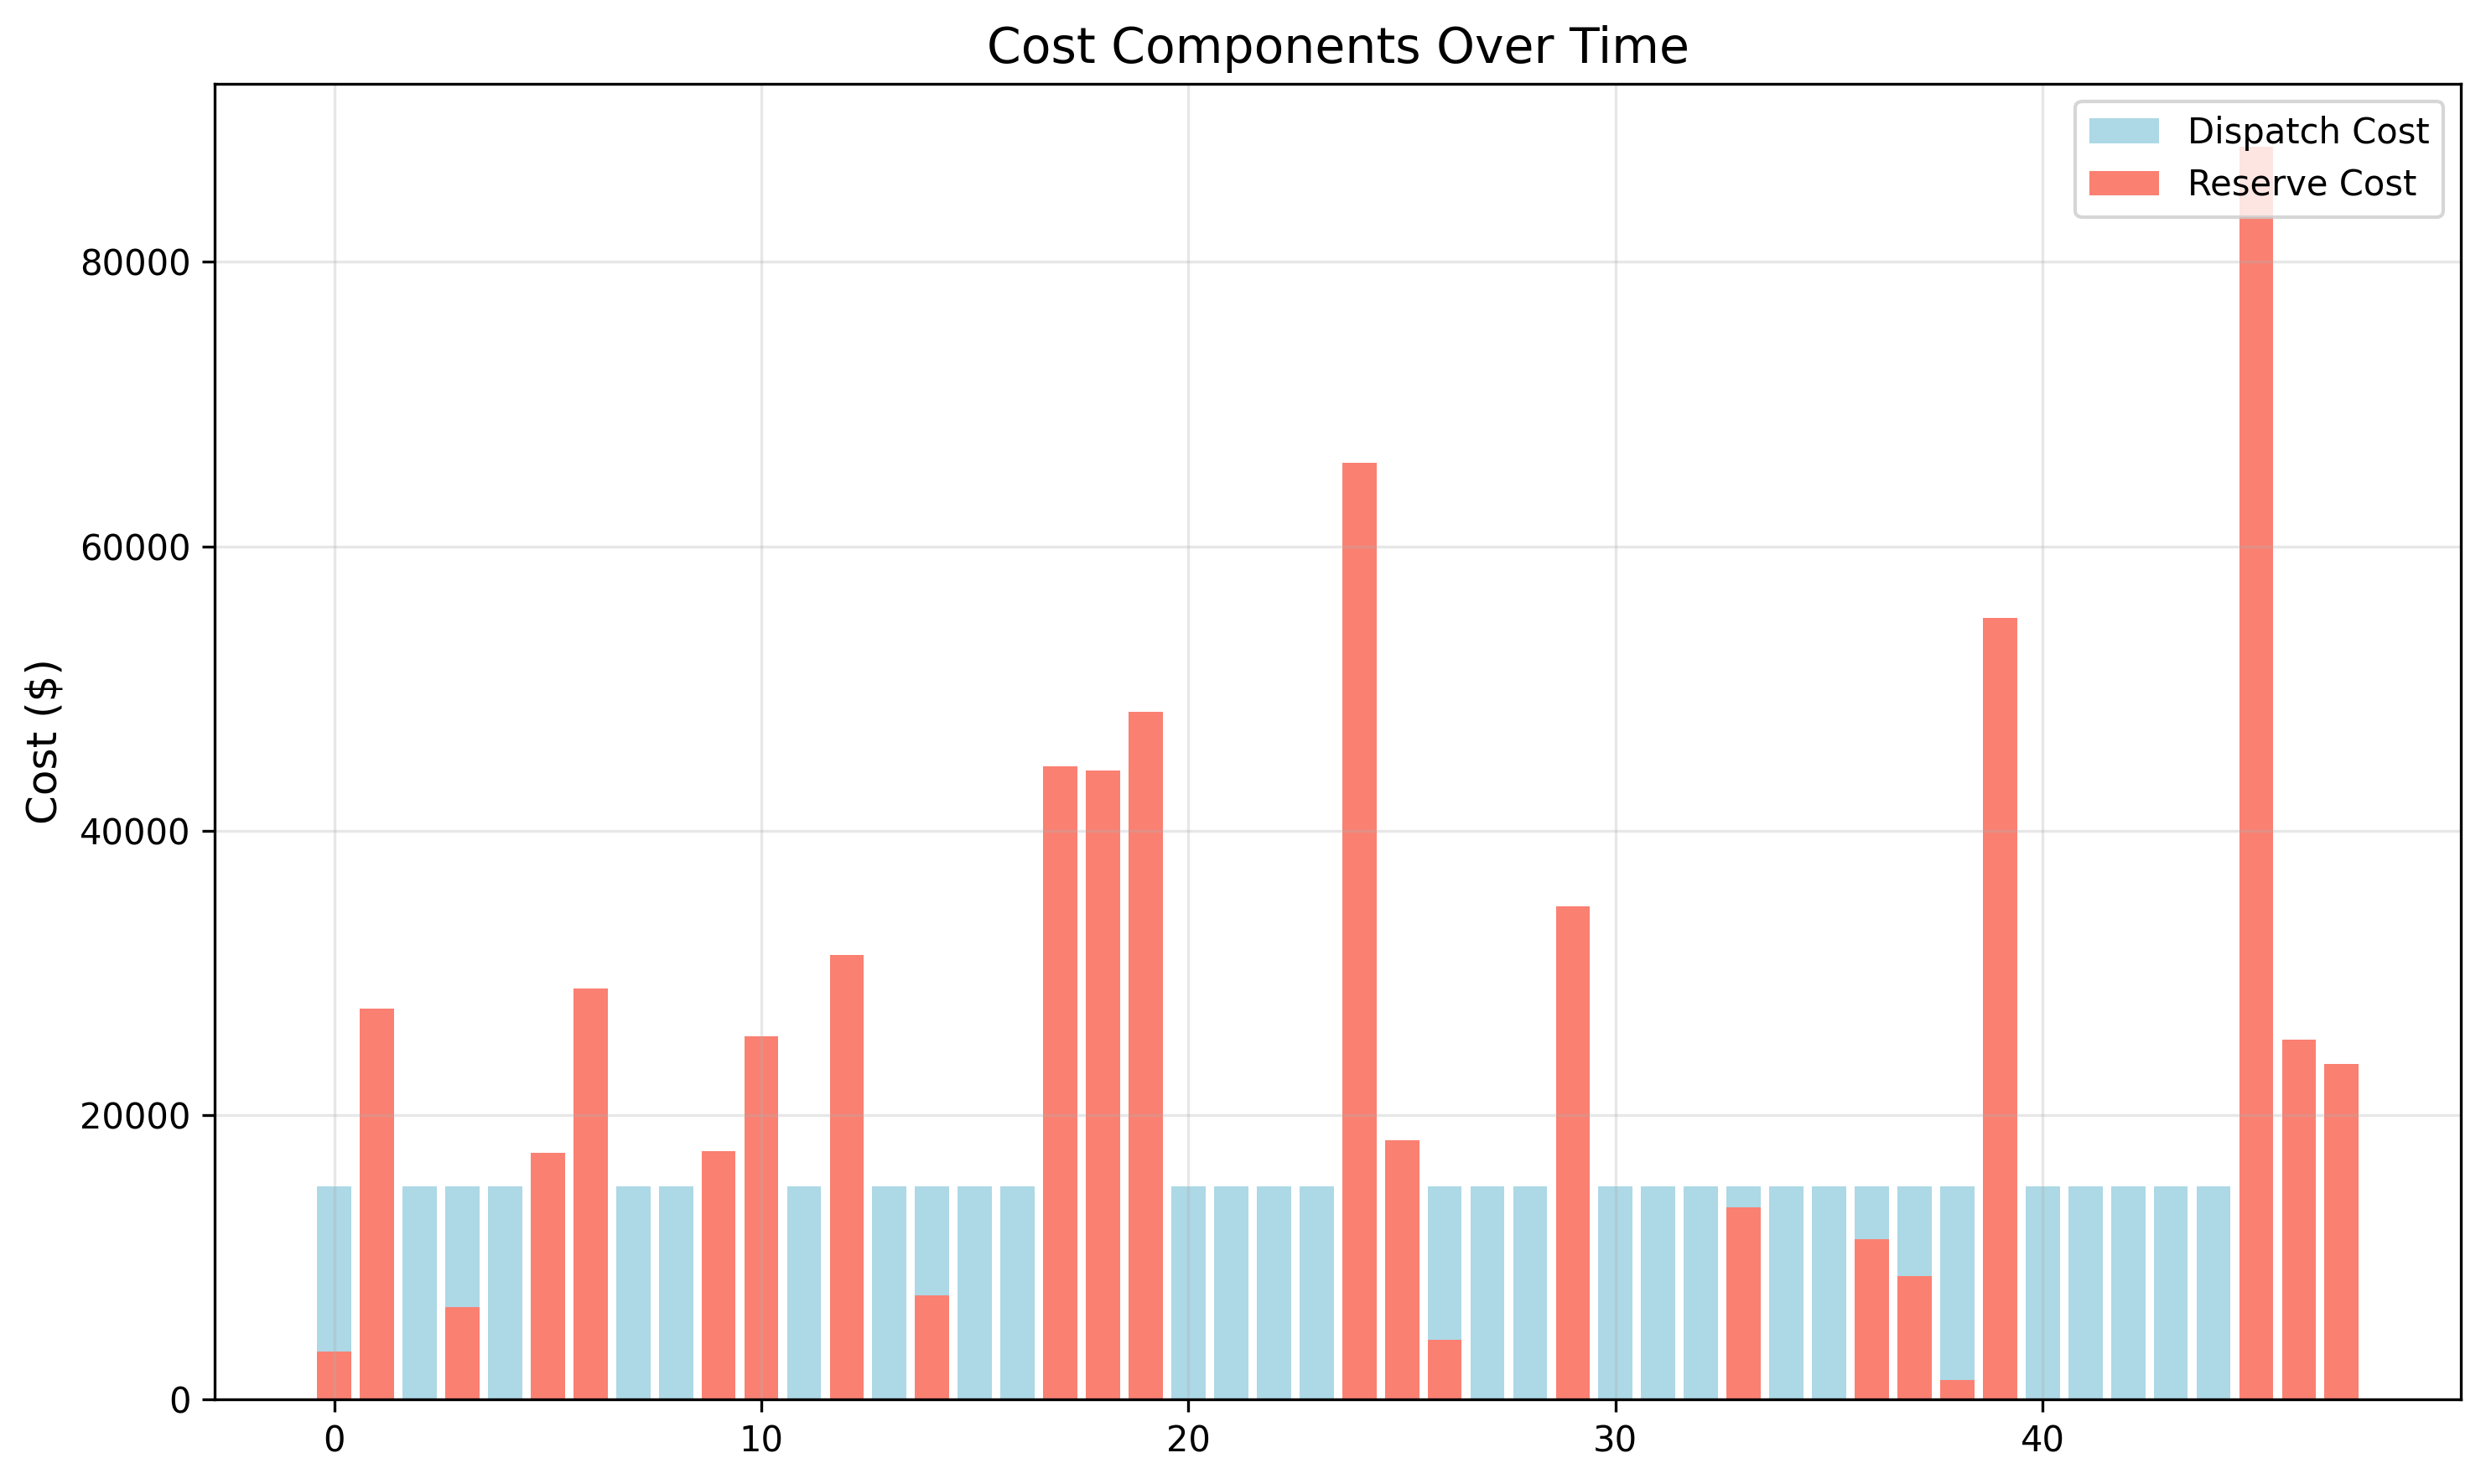 Cost Components Over Time
Dispatch Cost
Reserve Cost
Cost ($)
80000
60000
40000
20000
0
0 10 20 30 40